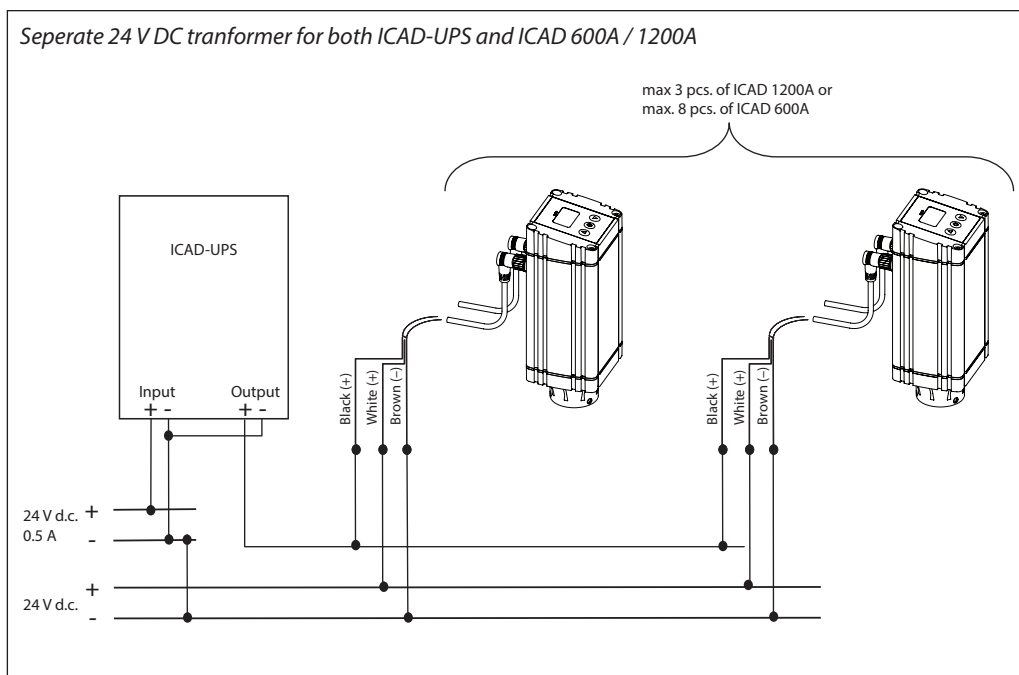 Seperate 24 V DC tranformer for both ICAD-UPS and ICAD 600A / 1200A
max 3 pcs. of ICAD 1200A or
max. 8 pcs. of ICAD 600A
ICAD-UPS
Input
Output
+ -
+ -
Black (+)
White (+)
Brown (–)
Black (+)
White (+)
Brown (–)
24 V d.c. +
0.5 A -
+
24 V d.c.
-